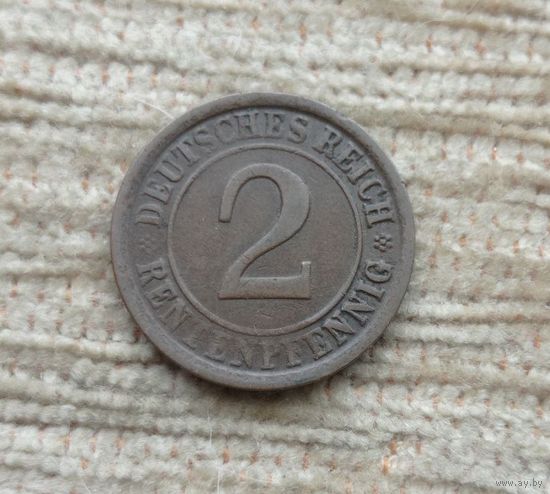 DEUTSCHES REICH
2
RENTENPFENNIG
www.ay.by